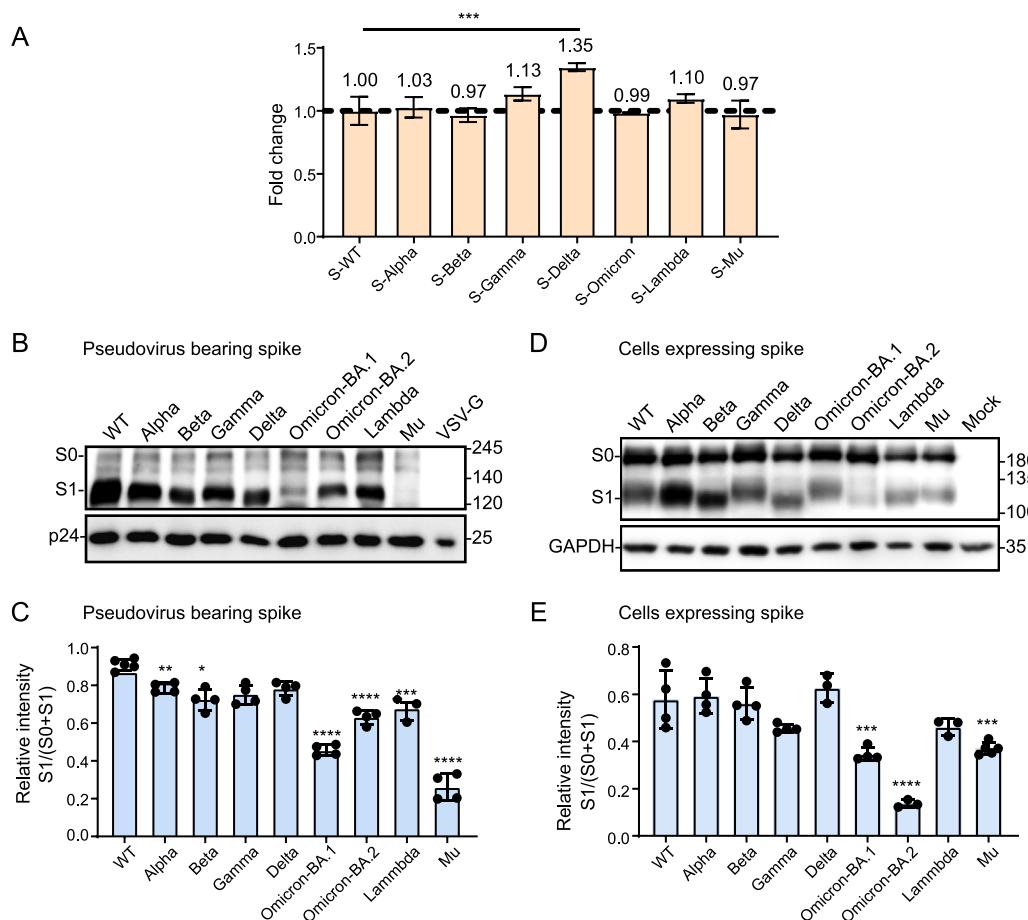 A
***
1.5
1.0
0.5
0.0
Fold change
1.00
1.03
0.97
1.13
1.35
0.99
1.10
0.97
S-WT
S-Alpha
S-Beta
S-Gamma
S-Delta
S-Omicron
S-Lambda
S-Mu
B
Pseudovirus bearing spike
WT
Alpha
Beta
Gamma
Delta
Omicron-BA.1
Omicron-BA.2
Lambda
Mu
VSV-G
S0
S1
p24
245
140
120
25
D
Cells expressing spike
WT
Alpha
Beta
Gamma
Delta
Omicron-BA.1
Omicron-BA.2
Lambda
Mu
Mock
S0
S1
GAPDH
180
135
100
35
C
Pseudovirus bearing spike
Relative intensity
S1/(S0+S1)
1.0
0.8
0.6
0.4
0.2
0.0
**
*
****
****
***
****
WT
Alpha
Beta
Gamma
Delta
Omicron-BA.1
Omicron-BA.2
Lammbda
Mu
E
Cells expressing spike
Relative intensity
S1/(S0+S1)
0.8
0.6
0.4
0.2
0.0
***
****
***
WT
Alpha
Beta
Gamma
Delta
Omicron-BA.1
Omicron-BA.2
Lammbda
Mu